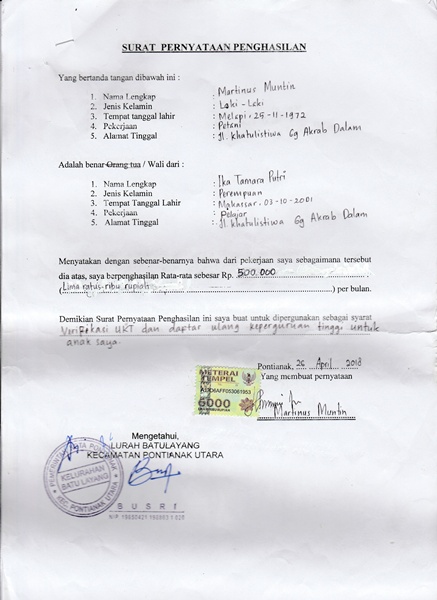 SURAT PERNYATAAN PENGHASILAN
Yang bertanda tangan dibawah ini :
1. Nama Lengkap : Martinus Muntin
2. Jenis Kelamin : Laki - Laki
3. Tempat tanggal lahir : Melapi, 25 - 11 - 1972
4. Pekerjaan : Petani
5. Alamat Tinggal : Jl. Khatulistiwa Gg Akrab Dalam
Adalah benar Orang tua / Wali dari :
1. Nama Lengkap : Ika Tamara Putri
2. Jenis Kelamin : Perempuan
3. Tempat Tanggal Lahir : Makassar, 03 - 10 - 2001
4. Pekerjaan : Pelajar
5. Alamat Tinggal : Jl. Khatulistiwa Gg Akrab Dalam
Menyatakan dengan sebenar-benarnya bahwa dari pekerjaan saya sebagaimana tersebut
dia atas, saya berpenghasilan Rata-rata sebesar Rp. 500.000
(Lima ratus ribu rupiah) per bulan.
Demikian Surat Pernyataan Penghasilan ini saya buat untuk dipergunakan sebagai syarat
Verifikasi UKT dan daftar ulang keperguruan tinggi untuk
anak saya.
Pontianak, 26 April 2018
Yang membuat pernyataan
METERAI
TEMPEL
6000
Martinus Muntin
Mengetahui,
LURAH BATULAYANG
KECAMATAN PONTIANAK UTARA
PEMERINTAH KOTA PONTIANAK
KELURAHAN
BATU LAYANG
KEC. PONTIANAK UTARA
BUSRI